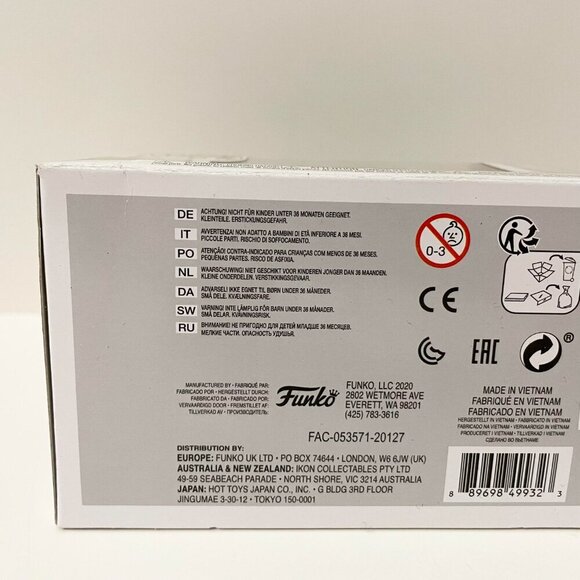 DE ACHTUNG! NICHT FÜR KINDER UNTER 36 MONATEN GEEIGNET.
KLEINTEILE. ERSTICKUNGSGEFAHR.
IT AVVERTENZA! NON ADATTO A BAMBINI DI ETÀ INFERIORE A 36 MESI.
PICCOLE PARTI. RISCHIO DI SOFFOCAMENTO.
PO ATENÇÃO! CONTRA-INDICADO PARA CRIANÇAS COM MENOS DE 36 MESES.
PEQUENAS PARTES. RISCO DE ASFIXIA.
NL WAARSCHUWING! NIET GESCHIKT VOOR KINDEREN JONGER DAN 36 MAANDEN.
KLEINE ONDERDELEN. VERSTIKKINGSGEVAAR.
DA ADVARSEL! IKKE EGNET TIL BØRN UNDER 36 MÅNEDER.
SMÅ DELE. KVÆLNINGSFARE.
SW VARNING! INTE LÄMPLIG FÖR BARN UNDER 36 MÅNADER.
SMÅ DELAR. KVÄVNINGSRISK.
RU ВНИМАНИЕ! НЕ ПРИГОДНО ДЛЯ ДЕТЕЙ МЛАДШЕ 36 МЕСЯЦЕВ.
МЕЛКИЕ ЧАСТИ. ОПАСНОСТЬ УДУШЬЯ.
0-3
CE
EAC
®
MANUFACTURED BY • FABRIQUÉ PAR
HERGESTELLT DURCH •
FABBRICATO DA • FABRICADO POR
VERVAARDIGD DOOR • FREMSTILLET AF
TILLVERKAD AV • ПРОИЗВОДИТЕЛЬ:
Funko
FUNKO, LLC 2020
2802 WETMORE AVE
EVERETT, WA 98201
(425) 783-3616
MADE IN VIETNAM
FABRIQUÉ EN VIETNAM
FABRICADO EN VIETNAM
HERGESTELLT IN VIETNAM • FABBRICATO IN VIETNAM
FABRICADO NO VIETNAM • VERVAARDIGD IN VIETNAM
PRODUCERET I VIETNAM • TILLVERKAD I VIETNAM
СДЕЛАНО ВО ВЬЕТНАМЕ
FAC-053571-20127
DISTRIBUTION BY:
EUROPE: FUNKO UK LTD • PO BOX 74644 • LONDON, W6 6JW (UK)
AUSTRALIA & NEW ZEALAND: IKON COLLECTABLES PTY LTD
49-59 SEABEACH PARADE • NORTH SHORE, VIC 3214 AUSTRALIA
JAPAN: HOT TOYS JAPAN CO., INC. • G BLDG 3RD FLOOR
JINGUMAE 3-30-12 • TOKYO 150-0001
8 89698 49932 3